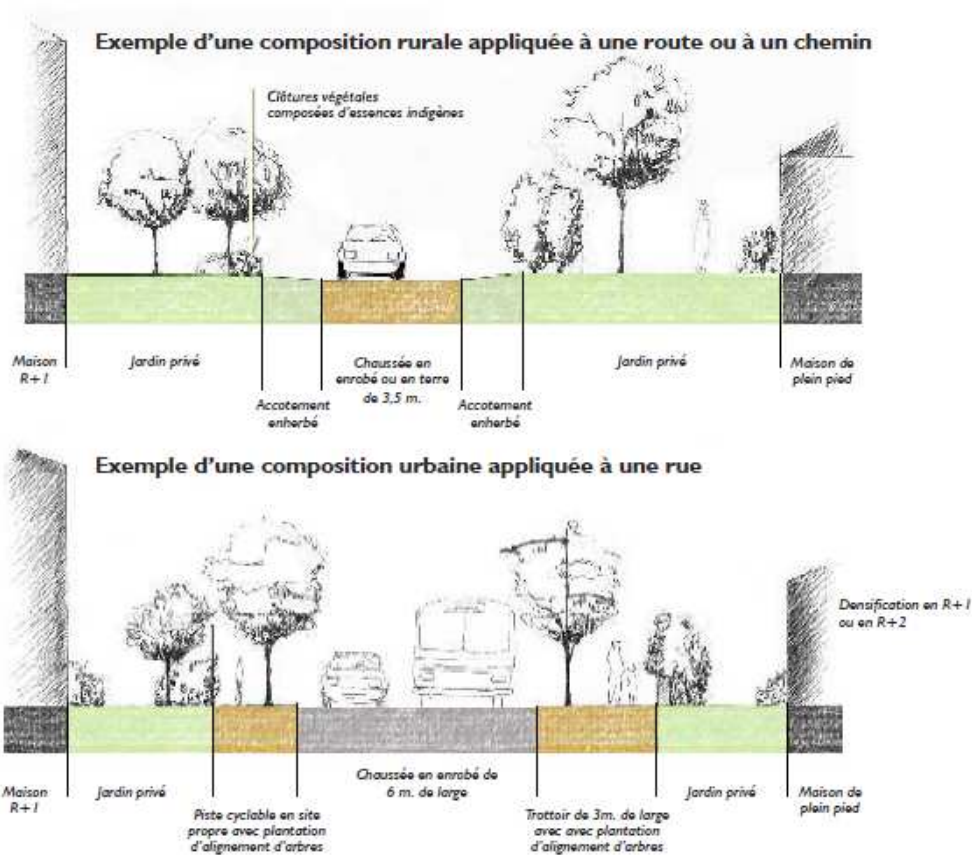 Exemple d'une composition rurale appliquée à une route ou à un chemin
Clôtures végétales
composées d'essences indigènes
Maison
R+1
Jardin privé
Accotement
enherbé
Chaussée en
enrobé ou en terre
de 3,5 m.
Accotement
enherbé
Jardin privé
Maison de
plein pied
Exemple d'une composition urbaine appliquée à une rue
Densification en R+1
ou en R+2
Maison
R+1
Jardin privé
Piste cyclable en site
propre avec plantation
d'alignement d'arbres
Chaussée en enrobé de
6 m. de large
Trottoir de 3m. de large
avec avec plantation
d'alignement d'arbres
Jardin privé
Maison de
plein pied